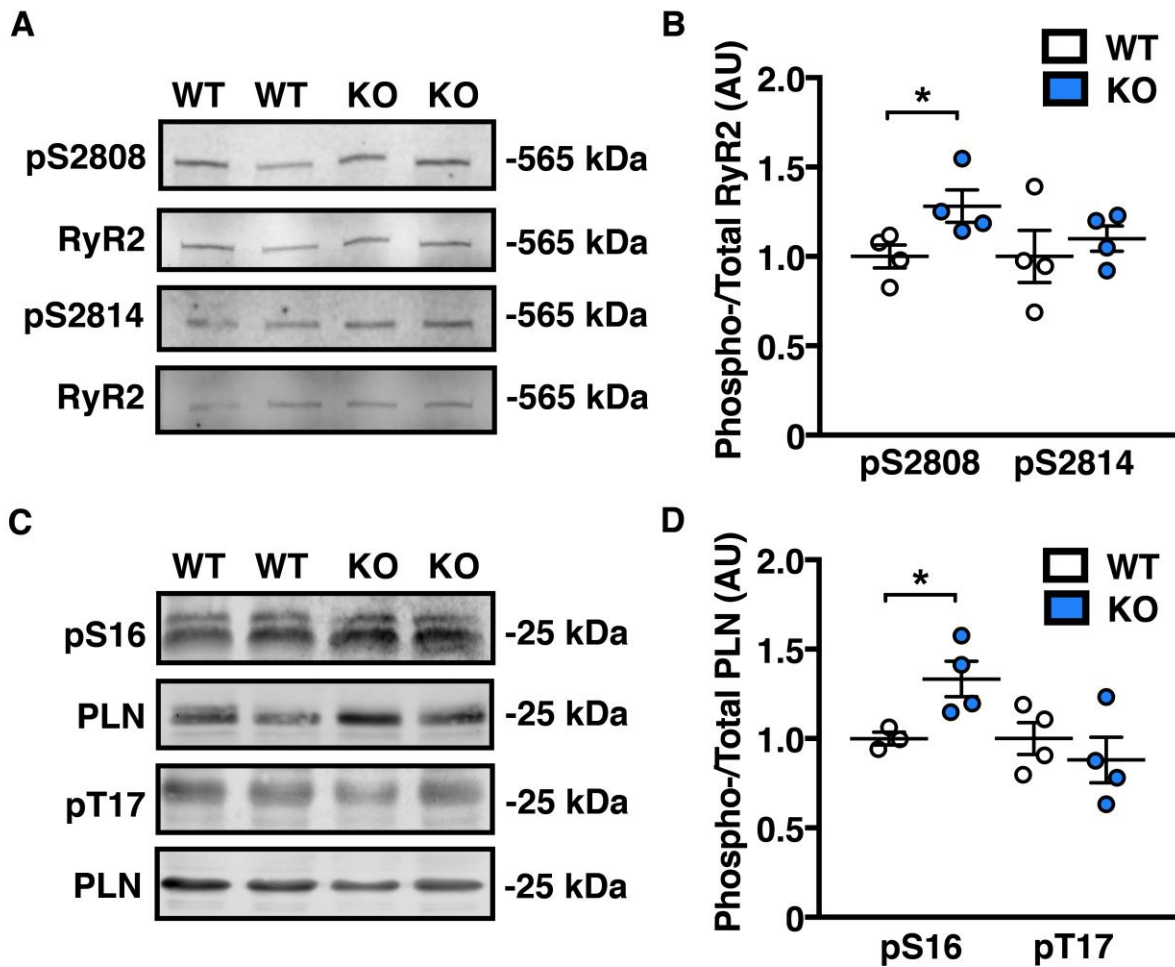 A
WT WT KO KO
pS2808 -565 kDa
RyR2 -565 kDa
pS2814 -565 kDa
RyR2 -565 kDa
B
WT
KO
Phospho-/Total RyR2 (AU)
2.0
*
1.5
1.0
0.5
0
pS2808 pS2814
C
WT WT KO KO
pS16 -25 kDa
PLN -25 kDa
pT17 -25 kDa
PLN -25 kDa
D
WT
KO
Phospho-/Total PLN (AU)
2.0
*
1.5
1.0
0.5
0
pS16 pT17